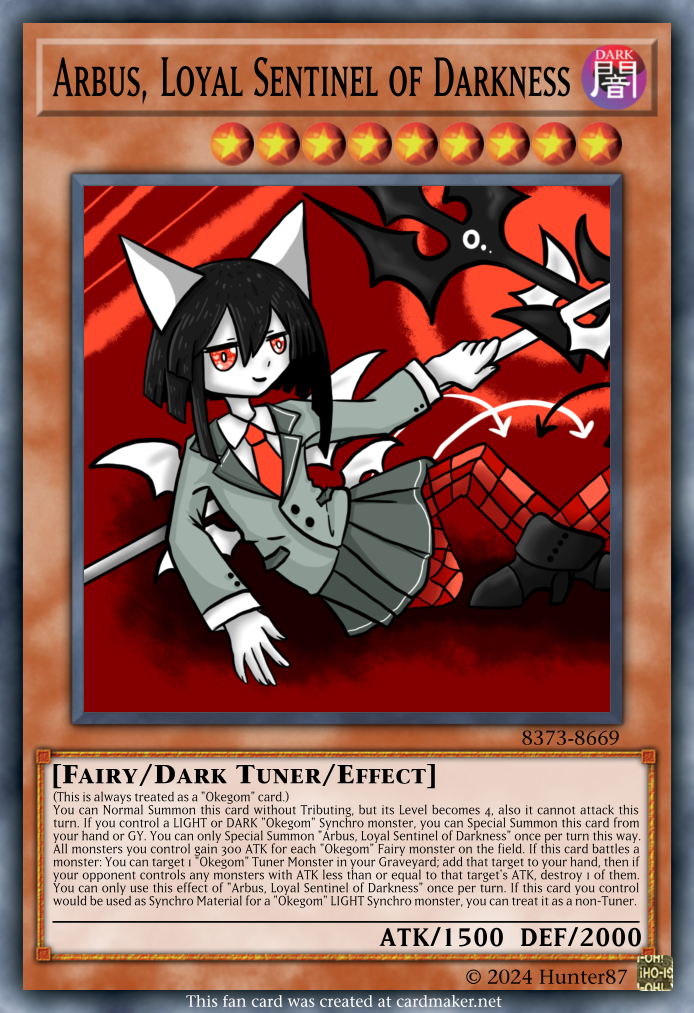 Arbus, Loyal Sentinel of Darkness
DARK
闇
O..
8373-8669
[Fairy/Dark Tuner/Effect]
(This is always treated as a "Okegom" card.)
You can Normal Summon this card without Tributing, but its Level becomes 4, also it cannot attack this
turn. If you control a LIGHT or DARK "Okegom" Synchro monster, you can Special Summon this card from
your hand or GY. You can only Special Summon "Arbus, Loyal Sentinel of Darkness" once per turn this way.
All monsters you control gain 300 ATK for each "Okegom" Fairy monster on the field. If this card battles a
monster: You can target 1 "Okegom" Tuner Monster in your Graveyard; add that target to your hand, then if
your opponent controls any monsters with ATK less than or equal to that target's ATK, destroy 1 of them.
You can only use this effect of "Arbus, Loyal Sentinel of Darkness" once per turn. If this card you control
would be used as Synchro Material for a "Okegom" LIGHT Synchro monster, you can treat it as a non-Tuner.
ATK/1500 DEF/2000
© 2024 Hunter87
This fan card was created at cardmaker.net